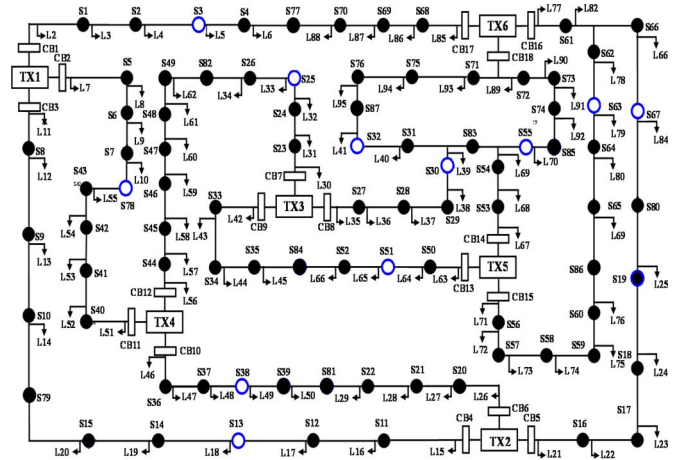 S1 S2 S3 S4 S77 S70 S69 S68 TX6 L77 L82 S66
L2 L3 L4 L5 L6 L88 L87 L86 L85 CB17 CB16 S61
CB1 S62 L66
TX1 CB2 S5 S49 S82 S26 S76 S75 S71 CB18 L90 S73 L78
L7 L62 L34 L33 S25 L94 L93 L89 S72
CB3 L8 S24 L32 L95 S87 S74 L91 S63 S67
L11 S6 S48 L61 L92 L79 L84
S8 L9 S47 S23 L31 S32 S31 S83 S55 S85 S64
L12 S7 L60 L41 L40 S30 L39 L70
S43 L10 S46 L59 CB7 L30 S54 L69 L80
L55 S78 S33 CB9 TX3 CB8 S27 S28 L38 S53 L68 S65 S80
L54 S42 S45 L58 L42 L35 L36 L37 S29 L69
S9 L43 CB14 L67
L13 L53 S41 S44 L57 S35 S84 S52 S51 S50 TX5 S86 S19 L25
S34 L44 L45 L66 L65 L64 L63 CB13
CB12 L56 CB15
S10 L52 S40 TX4 L71 S56 S60 L76
L14 L51 CB11 L72
CB10 S57 S58 S59 L75 S18 L24
L46 L73 L74
S79 S36 S37 S38 S39 S81 S22 S21 S20
L47 L48 L49 L50 L29 L28 L27 L26 CB6 S17
S15 S14 S13 S12 S11 CB4 TX2 CB5 S16 L23
L20 L19 L18 L17 L16 L15 L21 L22